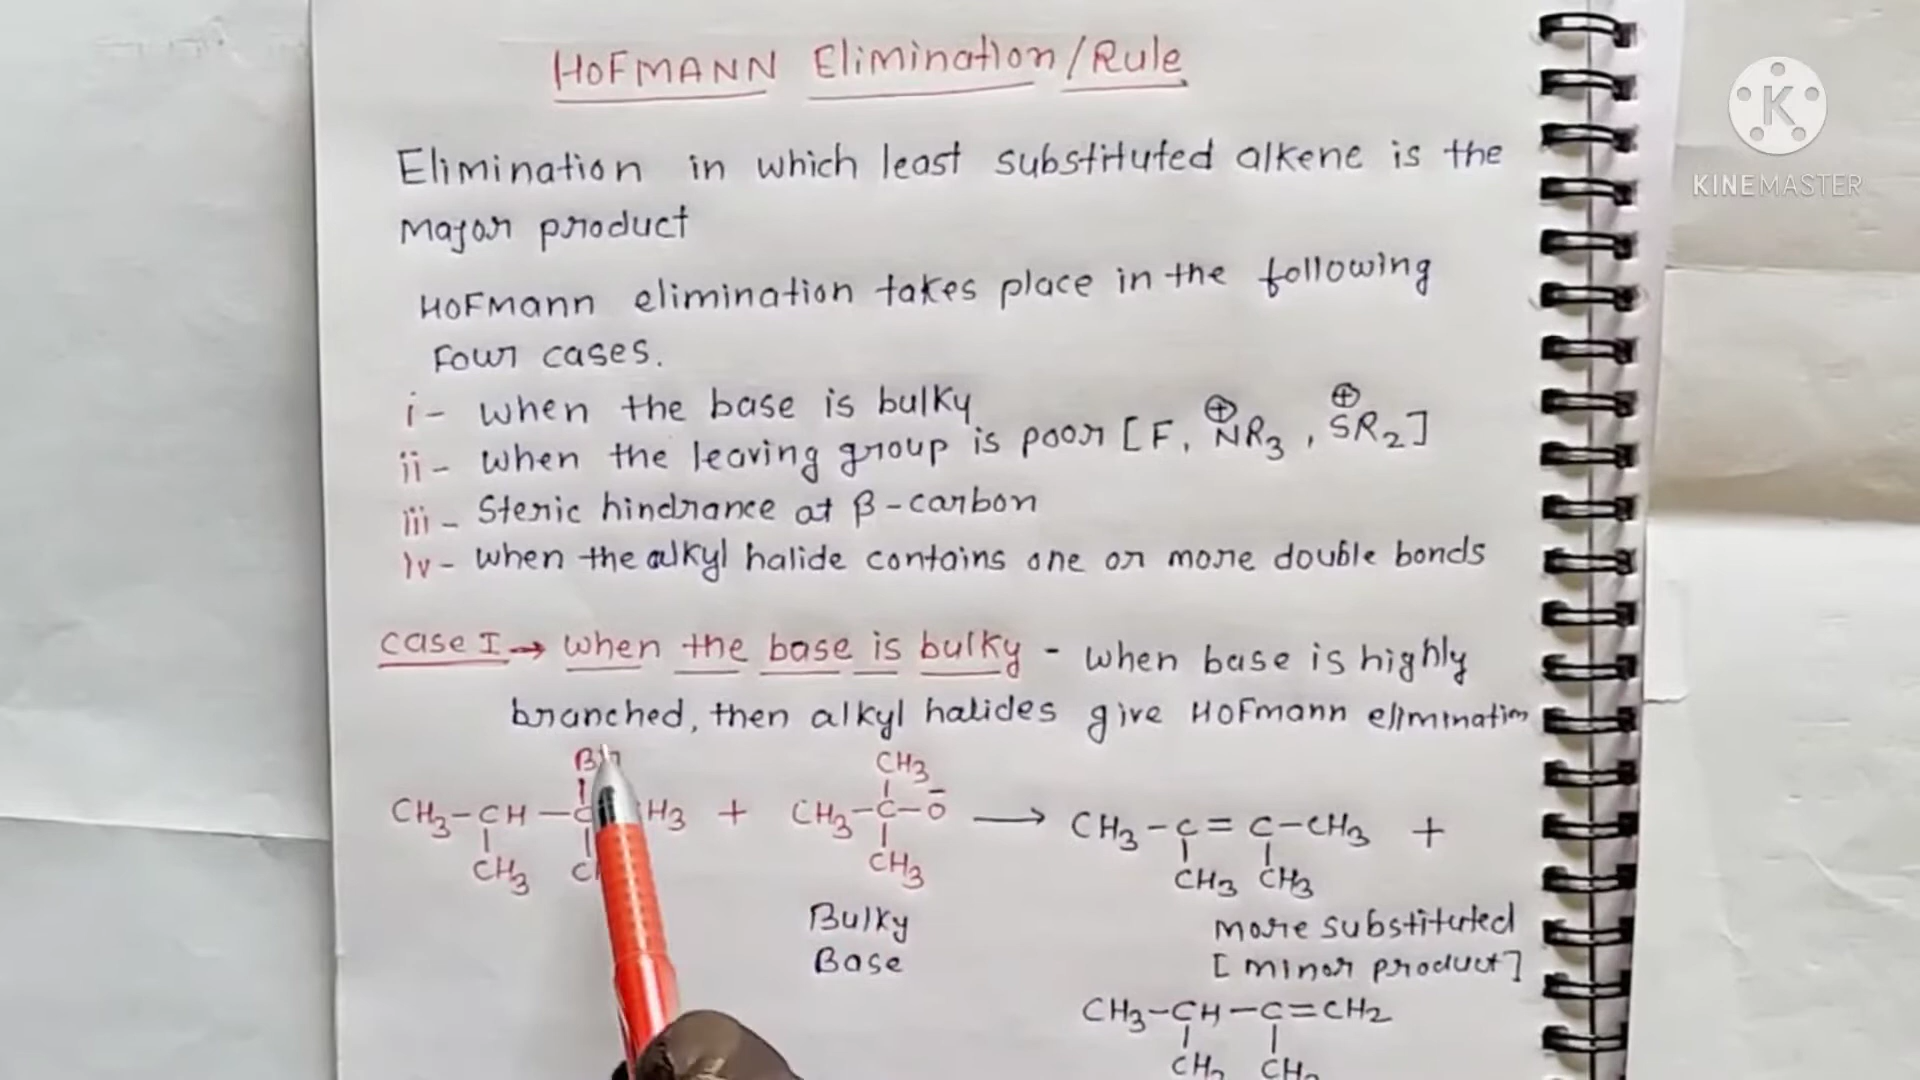 HOFMANN Elimination/Rule
Elimination in which least substituted alkene is the
major product
HOFmann elimination takes place in the following
Four cases.
i- when the base is bulky
ii- when the leaving group is poor [F, ⊕NR3, ⊕SR2]
iii- Steric hindrance at β-carbon
iv- when the alkyl halide contains one or more double bonds
case I→ when the base is bulky - when base is highly
branched, then alkyl halides give HOFmann elimination
Br CH3
CH3-CH-C H3 + CH3-C-O⁻ → CH3-C=C-CH3 +
CH3 CH3 CH3 CH3
Bulky
Base
more substituted
[minor product]
CH3-CH-C=CH2
KINEMASTER